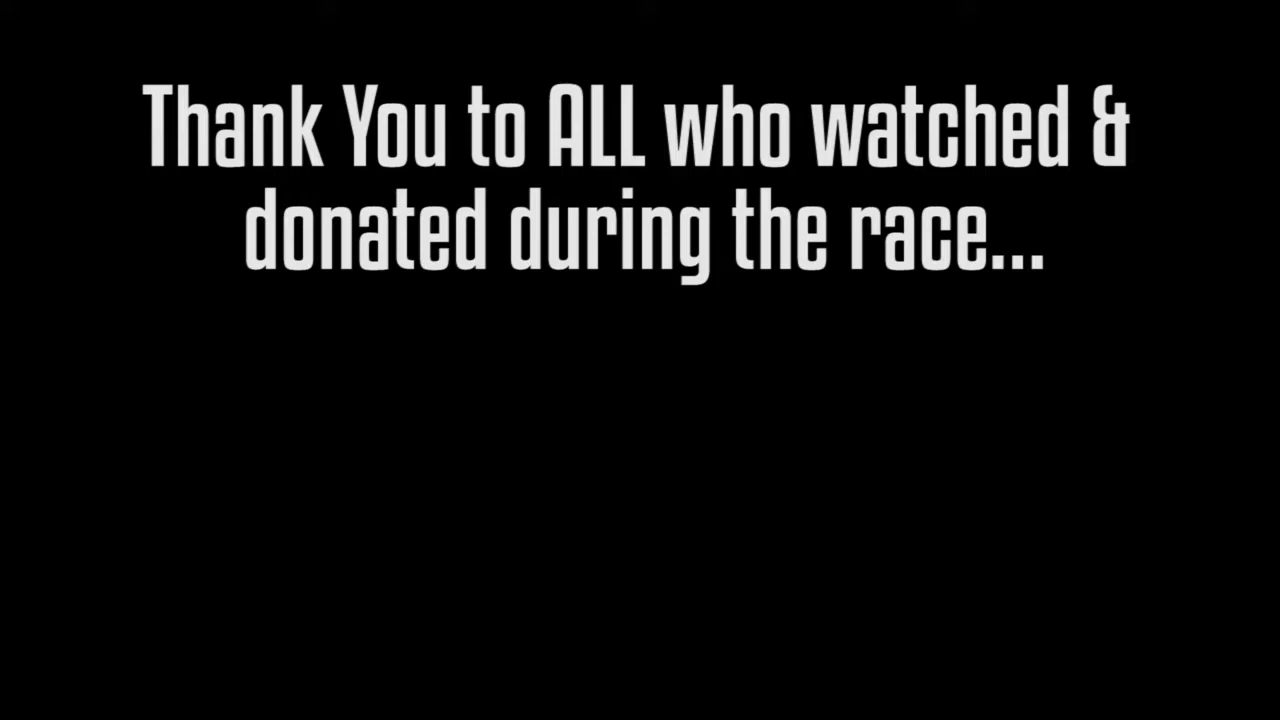 Thank You to ALL who watched &
donated during the race...